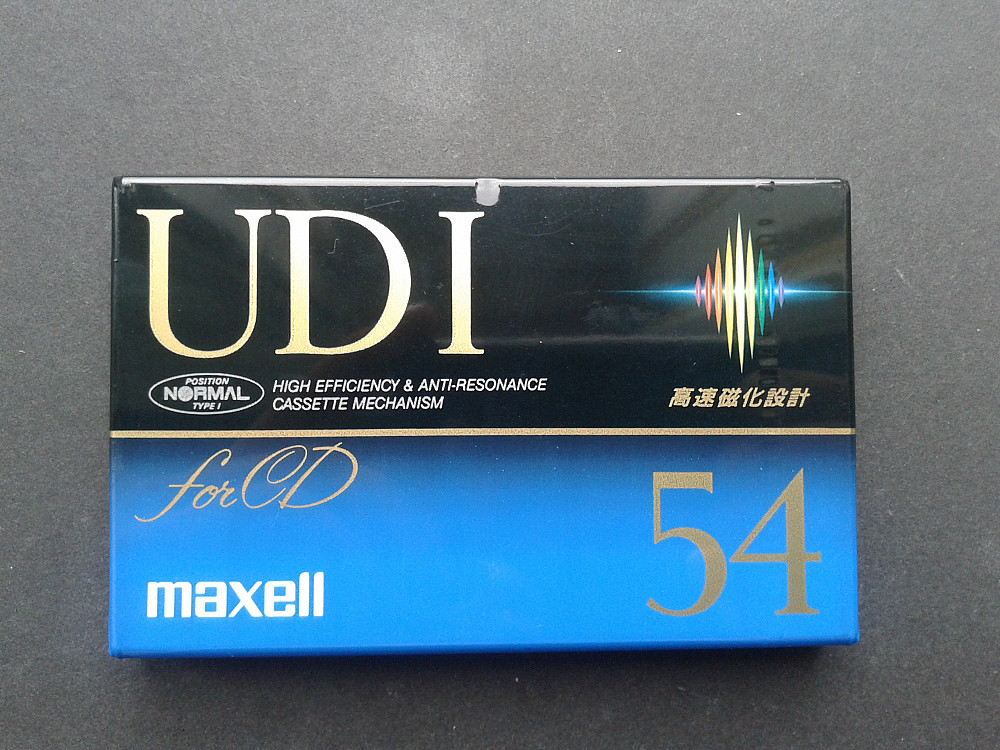 UD I
POSITION
NORMAL
TYPE I
HIGH EFFICIENCY & ANTI-RESONANCE
CASSETTE MECHANISM
高速磁化設計
for CD
54
maxell